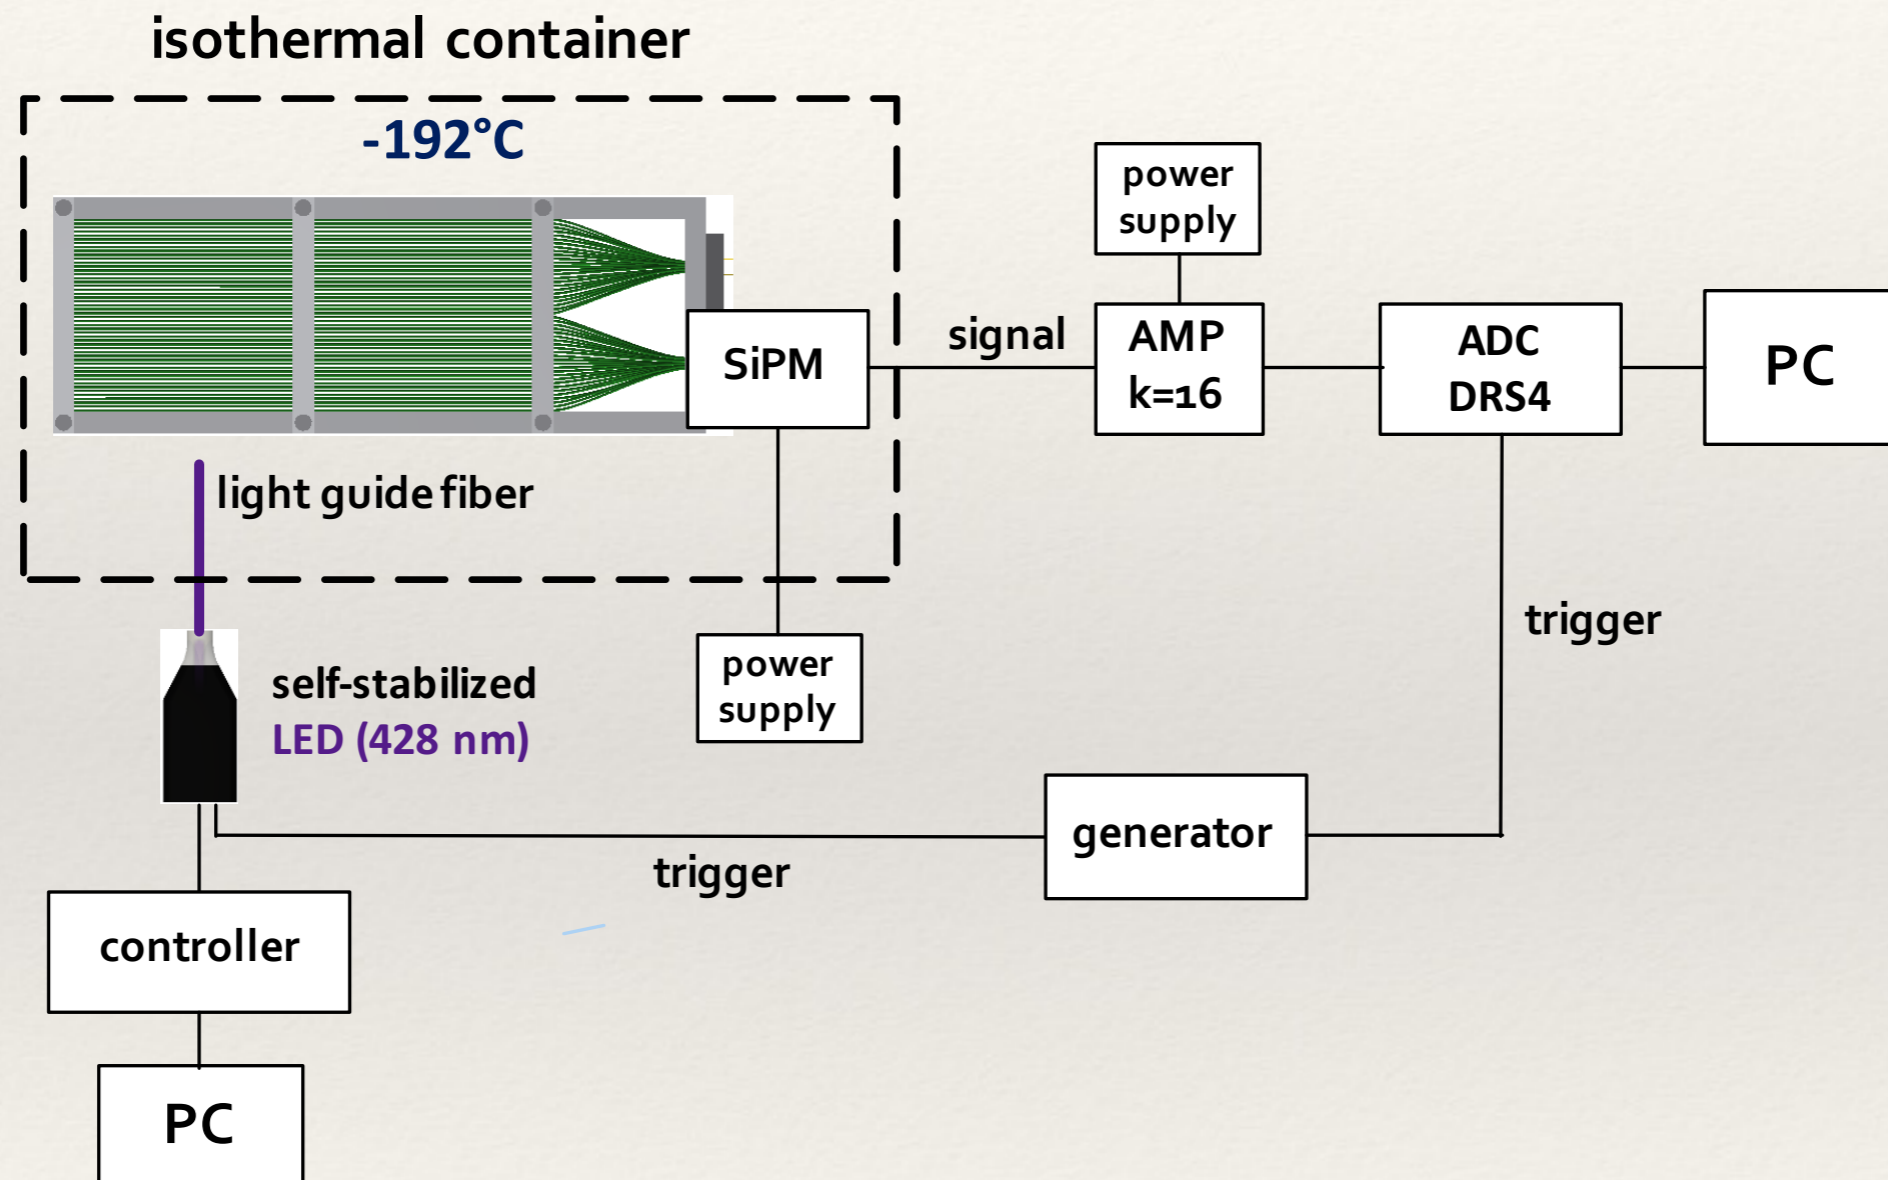 isothermal container
-192°C
power
supply
signal
AMP
k=16
ADC
DRS4
PC
SiPM
light guide fiber
trigger
self-stabilized
LED (428 nm)
power
supply
generator
trigger
controller
PC